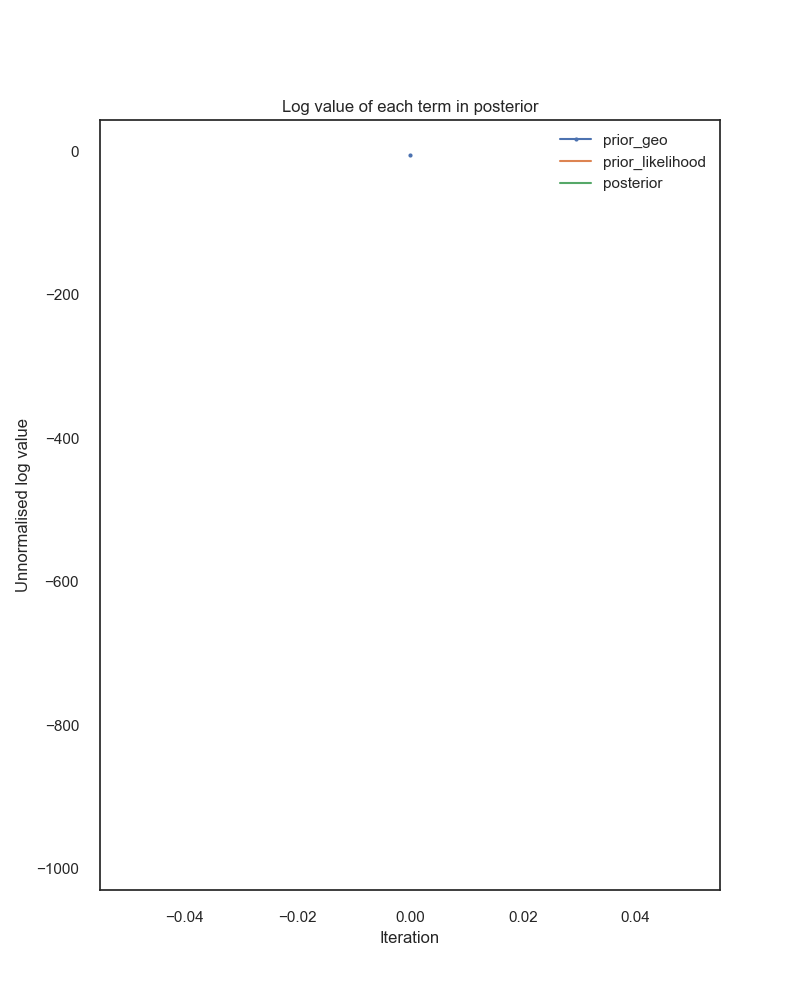 Log value of each term in posterior
prior_geo
prior_likelihood
posterior
0
−200
−400
−600
−800
−1000
Unnormalised log value
−0.04
−0.02
0.00
0.02
0.04
Iteration